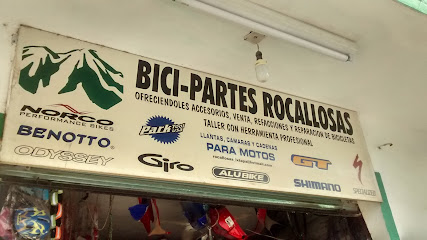 BICI-PARTES ROCALLOSAS
OFRECIENDOLES ACCESORIOS, VENTA, REFACCIONES Y REPARACION DE BICICLETAS
TALLER CON HERRAMIENTA PROFESIONAL
NORCO
PERFORMANCE BIKES
BENOTTO
ODYSSEY
Park TOOL
Giro
LLANTAS, CAMARAS Y CADENAS
PARA MOTOS
ALUBIKE
GT
SHIMANO
SPECIALIZED